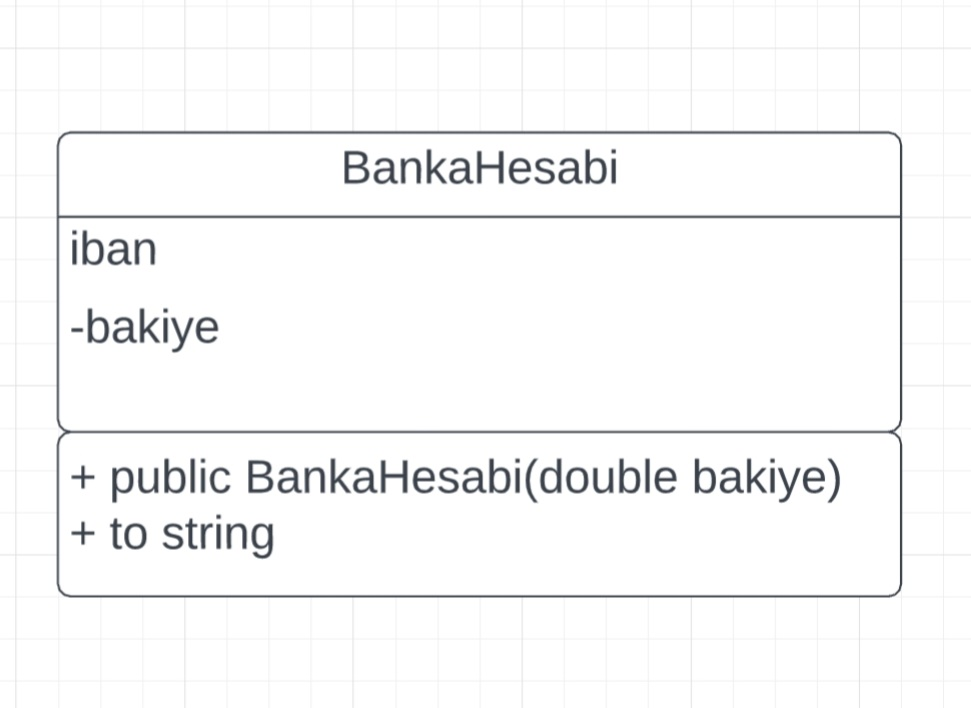 BankaHesabi
iban
-bakiye
+ public BankaHesabi(double bakiye)
+ to string